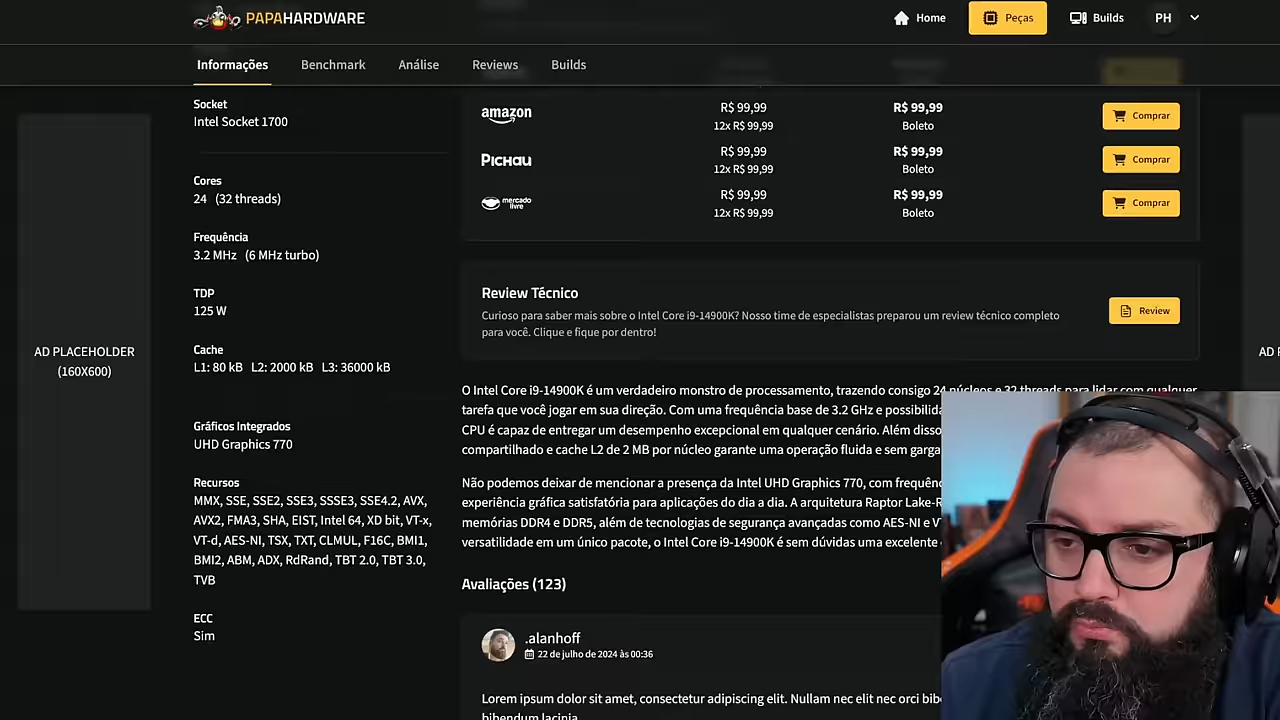 PAPAHARDWARE
Home
Peças
Builds
PH
Informações
Benchmark
Análise
Reviews
Builds
Socket
Intel Socket 1700
Cores
24 (32 threads)
Frequência
3.2 MHz (6 MHz turbo)
TDP
125 W
Cache
L1: 80 kB L2: 2000 kB L3: 36000 kB
Gráficos Integrados
UHD Graphics 770
Recursos
MMX, SSE, SSE2, SSE3, SSSE3, SSE4.2, AVX,
AVX2, FMA3, SHA, EIST, Intel 64, XD bit, VT-x,
VT-d, AES-NI, TSX, TXT, CLMUL, F16C, BMI1,
BMI2, ABM, ADX, RdRand, TBT 2.0, TBT 3.0,
TVB
ECC
Sim
AD PLACEHOLDER
(160X600)
amazon
R$ 99,99
12x R$ 99,99
R$ 99,99
Boleto
Comprar
PICHAU
R$ 99,99
12x R$ 99,99
R$ 99,99
Boleto
Comprar
mercado
livre
R$ 99,99
12x R$ 99,99
R$ 99,99
Boleto
Comprar
Review Técnico
Curioso para saber mais sobre o Intel Core i9-14900K? Nosso time de especialistas preparou um review técnico completo
para você. Clique e fique por dentro!
Review
O Intel Core i9-14900K é um verdadeiro monstro de processamento, trazendo consigo 24 núcleos e 32 threads para lidar com qualquer
tarefa que você jogar em sua direção. Com uma frequência base de 3.2 GHz e possibilida
CPU é capaz de entregar um desempenho excepcional em qualquer cenário. Além disso
compartilhado e cache L2 de 2 MB por núcleo garante uma operação fluida e sem garga
Não podemos deixar de mencionar a presença da Intel UHD Graphics 770, com frequênc
experiência gráfica satisfatória para aplicações do dia a dia. A arquitetura Raptor Lake-R
memórias DDR4 e DDR5, além de tecnologias de segurança avançadas como AES-NI e VT
versatilidade em um único pacote, o Intel Core i9-14900K é sem dúvidas uma excelente
Avaliações (123)
.alanhoff
22 de julho de 2024 às 00:36
Lorem ipsum dolor sit amet, consectetur adipiscing elit. Nullam nec elit nec orci bibe
bibendum lacinia
AD